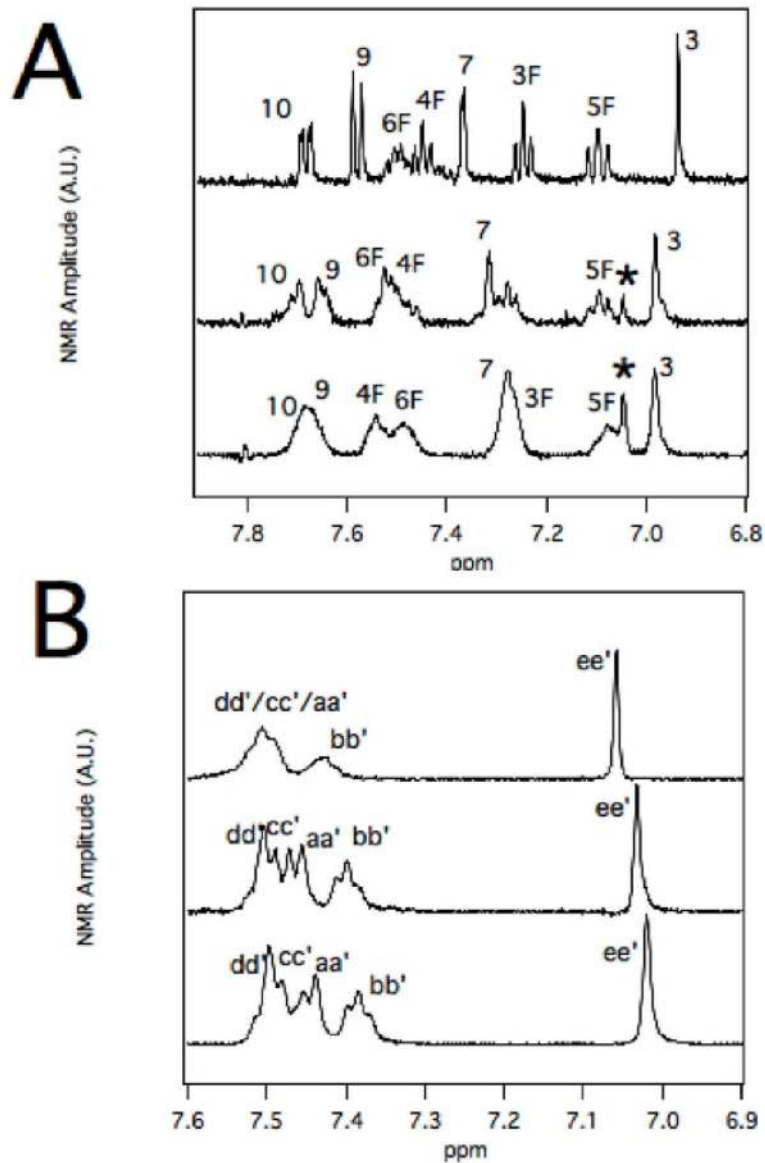 A
NMR Amplitude (A.U.)
10 9 6F 4F 7 3F 5F 3
10 9 6F 4F 7 5F * 3
10 9 4F 6F 7 3F 5F * 3
7.8 7.6 7.4 7.2 7.0 6.8
ppm
B
NMR Amplitude (A.U.)
dd'/cc'/aa' bb' ee'
dd' cc' aa' bb' ee'
dd' cc' aa' bb' ee'
7.6 7.5 7.4 7.3 7.2 7.1 7.0 6.9
ppm